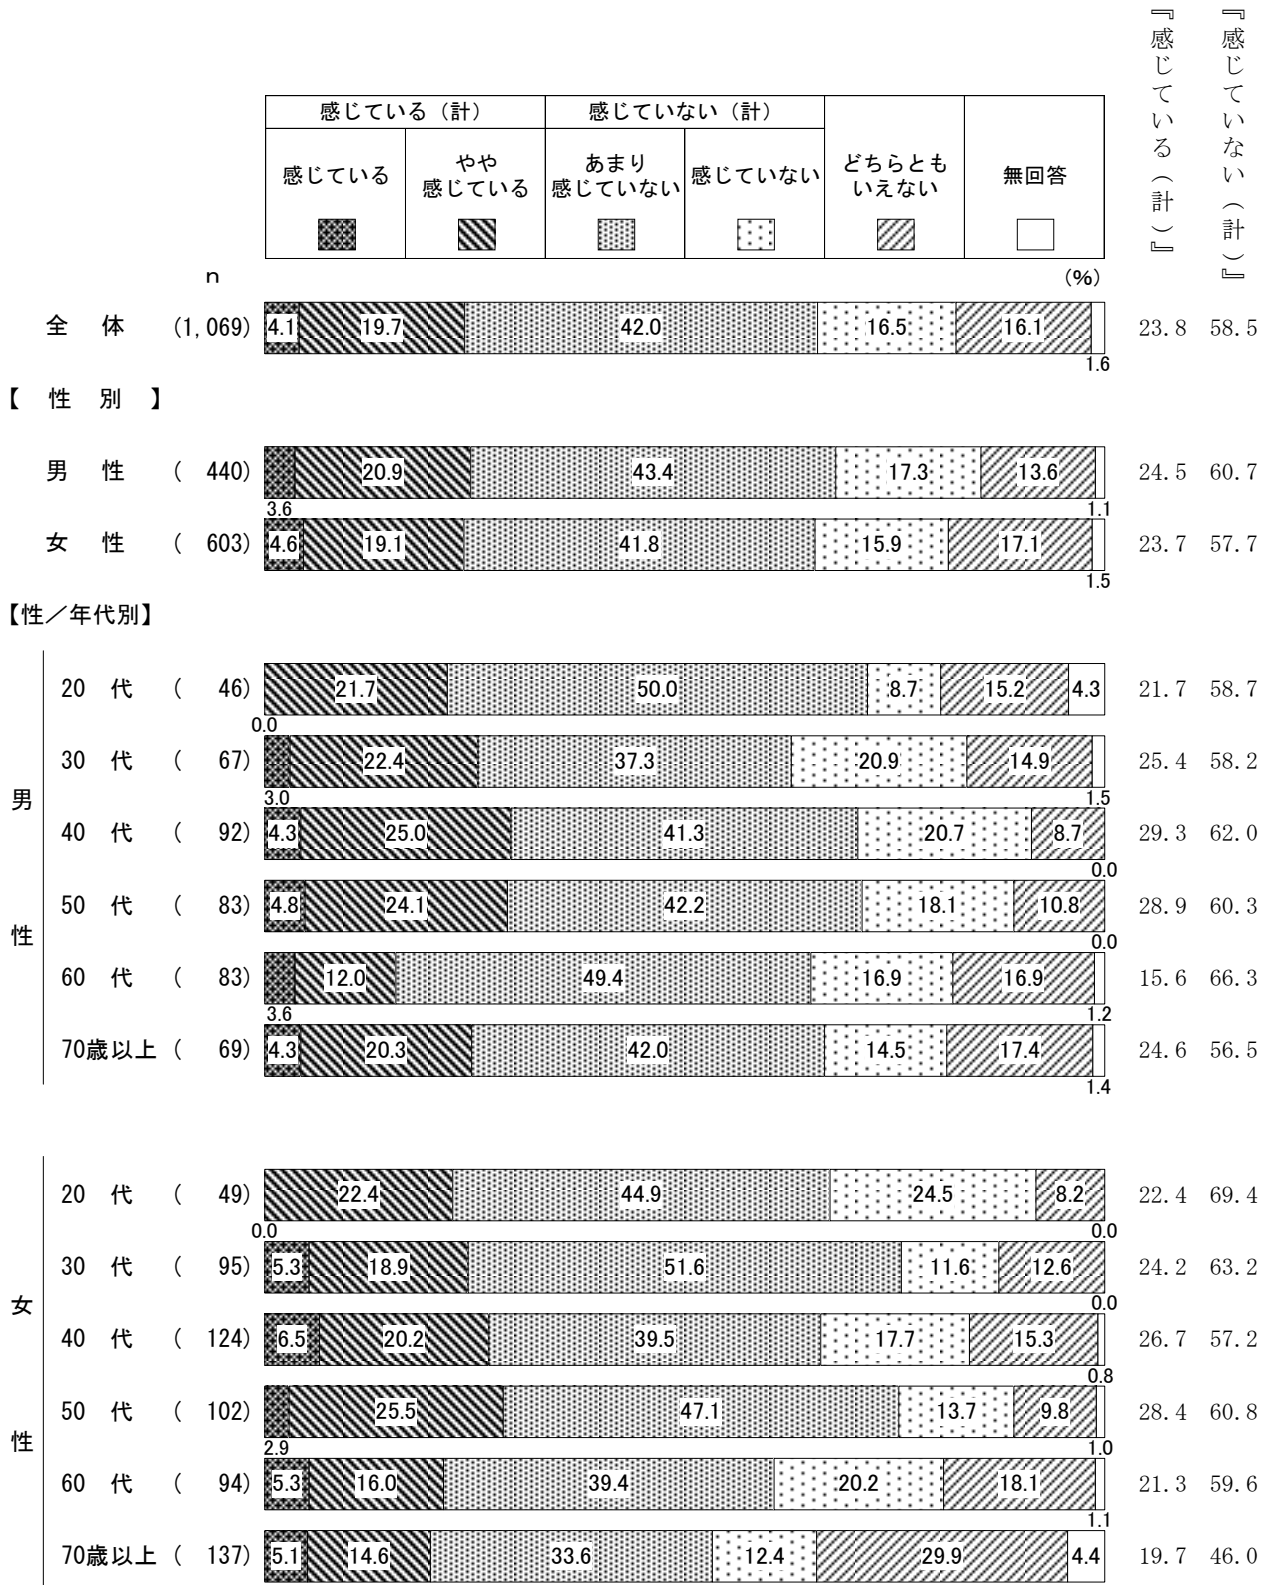 『感じている（計）』
『感じていない（計）』
感じている（計） 感じていない（計）
感じている
やや
感じている
あまり
感じていない
感じていない
どちらとも
いえない
無回答
ｎ (%)
全 体 (1,069) 4.1 19.7 42.0 16.5 16.1 1.6 23.8 58.5
【 性 別 】
男 性 ( 440) 3.6 20.9 43.4 17.3 13.6 1.1 24.5 60.7
女 性 ( 603) 4.6 19.1 41.8 15.9 17.1 1.5 23.7 57.7
【性／年代別】
男性
20 代 ( 46) 0.0 21.7 50.0 8.7 15.2 4.3 21.7 58.7
30 代 ( 67) 3.0 22.4 37.3 20.9 14.9 1.5 25.4 58.2
40 代 ( 92) 4.3 25.0 41.3 20.7 8.7 0.0 29.3 62.0
50 代 ( 83) 4.8 24.1 42.2 18.1 10.8 0.0 28.9 60.3
60 代 ( 83) 3.6 12.0 49.4 16.9 16.9 1.2 15.6 66.3
70歳以上 ( 69) 4.3 20.3 42.0 14.5 17.4 1.4 24.6 56.5
女性
20 代 ( 49) 0.0 22.4 44.9 24.5 8.2 0.0 22.4 69.4
30 代 ( 95) 5.3 18.9 51.6 11.6 12.6 0.0 24.2 63.2
40 代 ( 124) 6.5 20.2 39.5 17.7 15.3 0.8 26.7 57.2
50 代 ( 102) 2.9 25.5 47.1 13.7 9.8 1.0 28.4 60.8
60 代 ( 94) 5.3 16.0 39.4 20.2 18.1 1.1 21.3 59.6
70歳以上 ( 137) 5.1 14.6 33.6 12.4 29.9 4.4 19.7 46.0